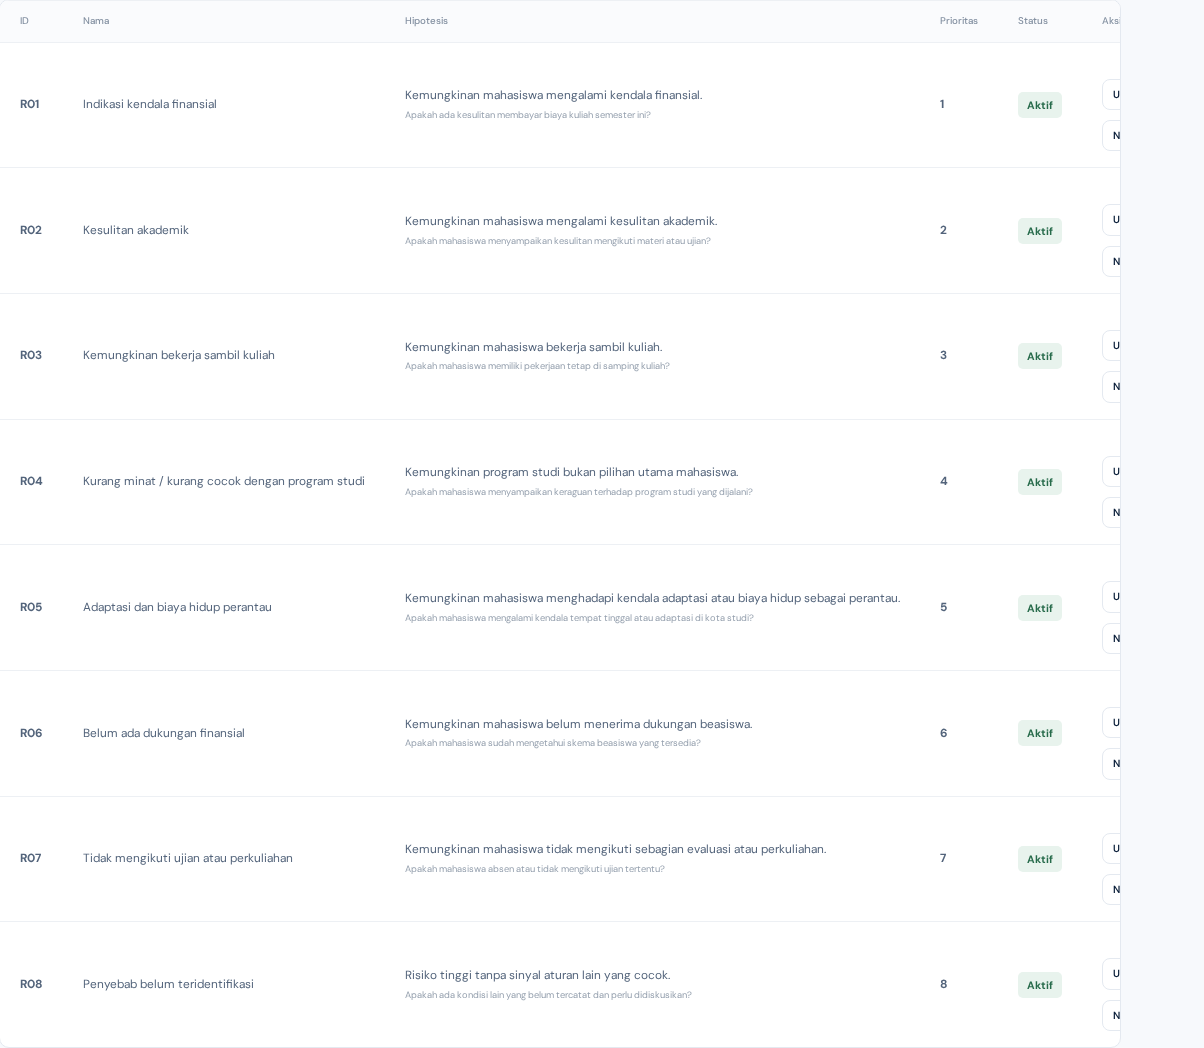 ID Nama Hipotesis Prioritas Status
R01 Indikasi kendala finansial Kemungkinan mahasiswa mengalami kendala finansial. 1 Aktif
Apakah ada kesulitan membayar biaya kuliah semester ini?
R02 Kesulitan akademik Kemungkinan mahasiswa mengalami kesulitan akademik. 2 Aktif
Apakah mahasiswa menyampaikan kesulitan mengikuti materi atau ujian?
R03 Kemungkinan bekerja sambil kuliah Kemungkinan mahasiswa bekerja sambil kuliah. 3 Aktif
Apakah mahasiswa memiliki pekerjaan tetap di samping kuliah?
R04 Kurang minat / kurang cocok dengan program studi Kemungkinan program studi bukan pilihan utama mahasiswa. 4 Aktif
Apakah mahasiswa menyampaikan keraguan terhadap program studi yang dijalani?
R05 Adaptasi dan biaya hidup perantau Kemungkinan mahasiswa menghadapi kendala adaptasi atau biaya hidup sebagai perantau. 5 Aktif
Apakah mahasiswa mengalami kendala tempat tinggal atau adaptasi di kota studi?
R06 Belum ada dukungan finansial Kemungkinan mahasiswa belum menerima dukungan beasiswa. 6 Aktif
Apakah mahasiswa sudah mengetahui skema beasiswa yang tersedia?
R07 Tidak mengikuti ujian atau perkuliahan Kemungkinan mahasiswa tidak mengikuti sebagian evaluasi atau perkuliahan. 7 Aktif
Apakah mahasiswa absen atau tidak mengikuti ujian tertentu?
R08 Penyebab belum teridentifikasi Risiko tinggi tanpa sinyal aturan lain yang cocok. 8 Aktif
Apakah ada kondisi lain yang belum tercatat dan perlu didiskusikan?